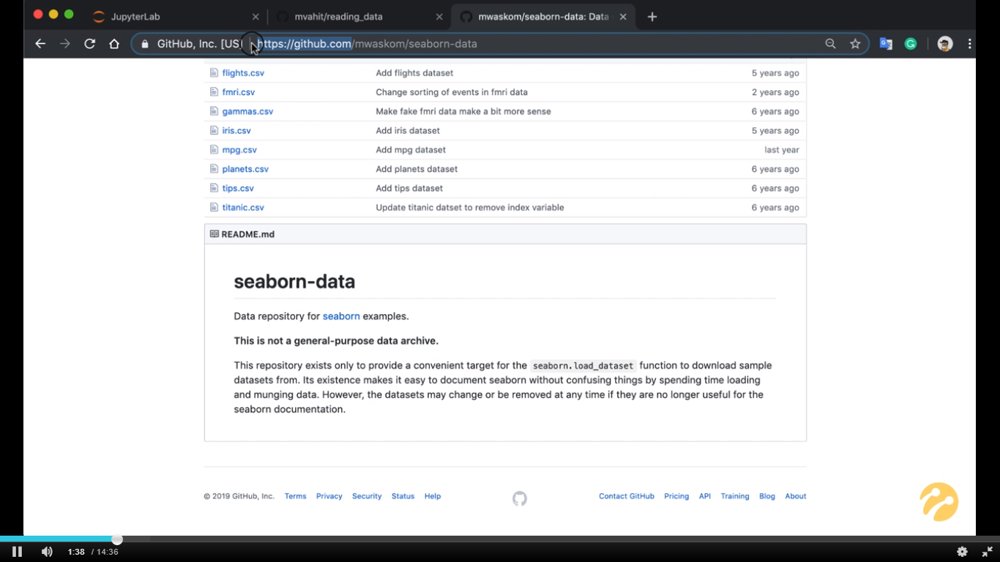 JupyterLab
mvahit/reading_data
mwaskom/seaborn-data: Data
GitHub, Inc. [US] https://github.com/mwaskom/seaborn-data
flights.csv Add flights dataset 5 years ago
fmri.csv Change sorting of events in fmri data 2 years ago
gammas.csv Make fake fmri data make a bit more sense 6 years ago
iris.csv Add iris dataset 5 years ago
mpg.csv Add mpg dataset last year
planets.csv Add planets dataset 6 years ago
tips.csv Add tips dataset 6 years ago
titanic.csv Update titanic datset to remove index variable 6 years ago
README.md
seaborn-data
Data repository for seaborn examples.
This is not a general-purpose data archive.
This repository exists only to provide a convenient target for the seaborn.load_dataset function to download sample
datasets from. Its existence makes it easy to document seaborn without confusing things by spending time loading
and munging data. However, the datasets may change or be removed at any time if they are no longer useful for the
seaborn documentation.
© 2019 GitHub, Inc. Terms Privacy Security Status Help Contact GitHub Pricing API Training Blog About
1:38 / 14:36